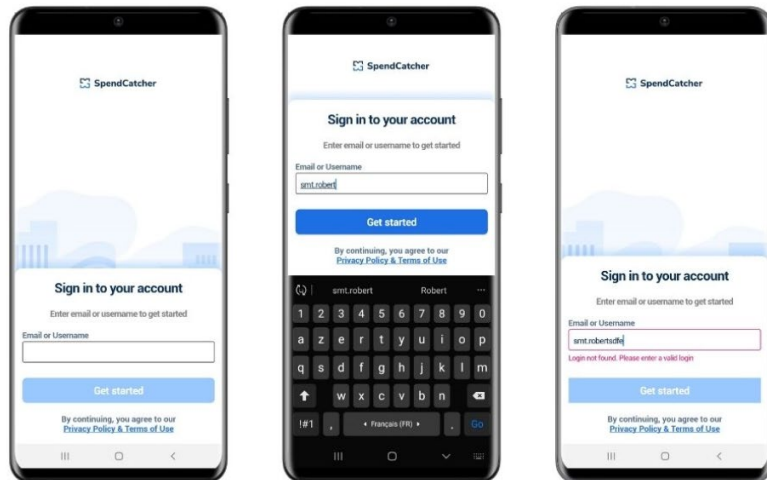 SpendCatcher
Sign in to your account
Enter email or username to get started
Email or Username
Get started
By continuing, you agree to our
Privacy Policy & Terms of Use
SpendCatcher
Sign in to your account
Enter email or username to get started
Email or Username
smt.robert
Get started
By continuing, you agree to our
Privacy Policy & Terms of Use
smt.robert Robert ...
1 2 3 4 5 6 7 8 9 0
a z e r t y u i o p
q s d f g h j k l m
w x c v b n
!#1 , Français (FR) . Go
SpendCatcher
Sign in to your account
Enter email or username to get started
Email or Username
smt.robertsdfe
Login not found. Please enter a valid login
Get started
By continuing, you agree to our
Privacy Policy & Terms of Use